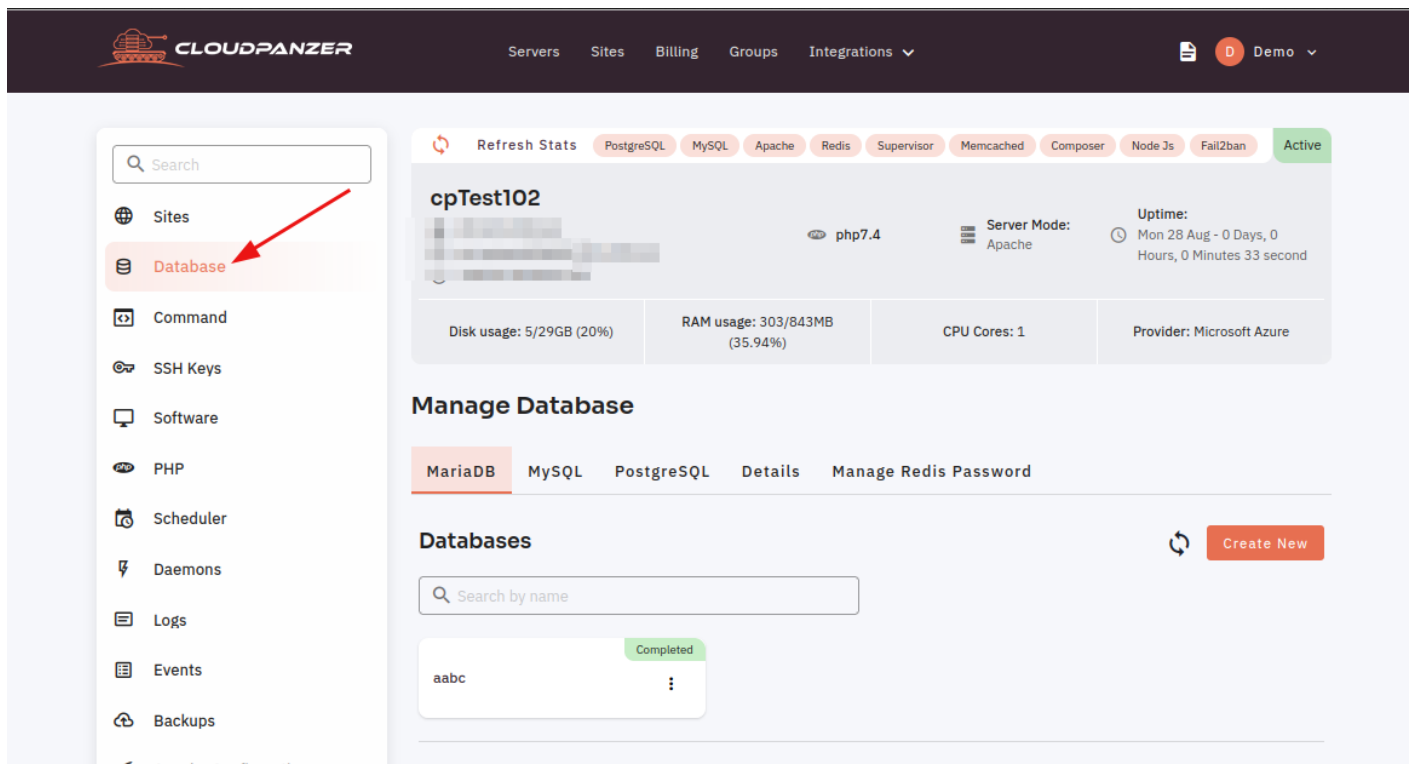 CLOUDPANZER
Servers Sites Billing Groups Integrations
D Demo
Search
Sites
Database
Command
SSH Keys
Software
php PHP
Scheduler
Daemons
Logs
Events
Backups
Refresh Stats PostgreSQL MySQL Apache Redis Supervisor Memcached Composer Node Js Fail2ban Active
cpTest102
php php7.4
Server Mode:
Apache
Uptime:
Mon 28 Aug - 0 Days, 0
Hours, 0 Minutes 33 second
Disk usage: 5/29GB (20%)
RAM usage: 303/843MB
(35.94%)
CPU Cores: 1
Provider: Microsoft Azure
Manage Database
MariaDB MySQL PostgreSQL Details Manage Redis Password
Databases
Create New
Search by name
Completed
aabc